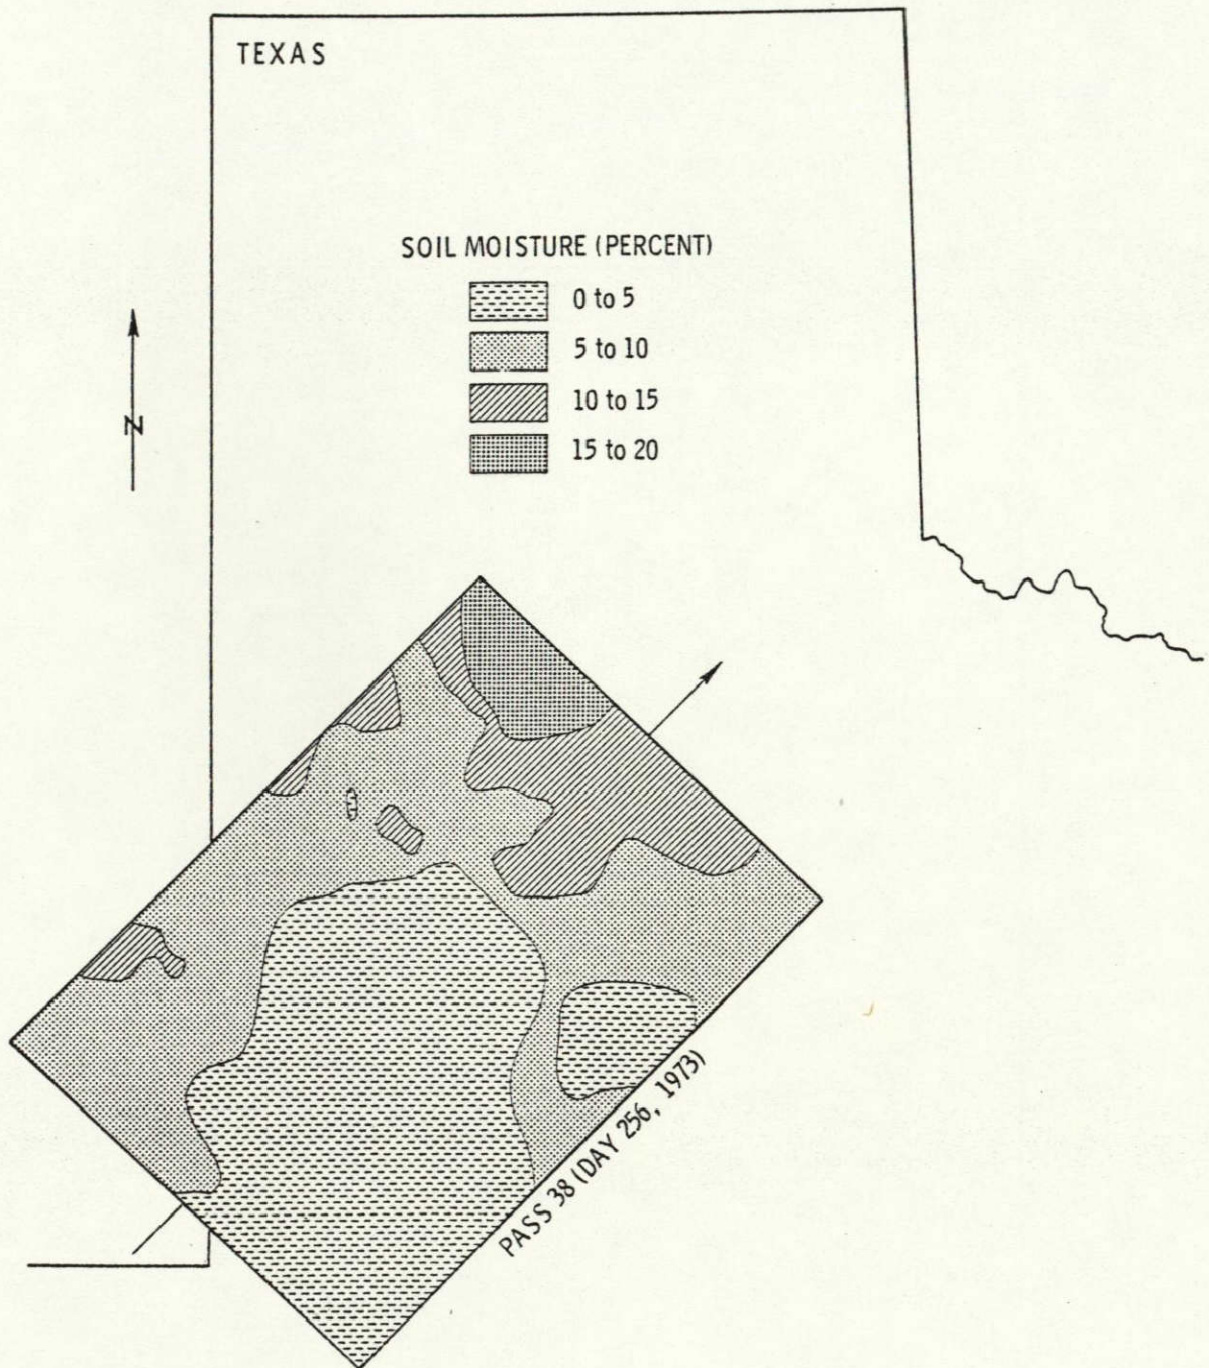 TEXAS
SOIL MOISTURE (PERCENT)
0 to 5
5 to 10
10 to 15
15 to 20
N
PASS 38 (DAY 256, 1973)